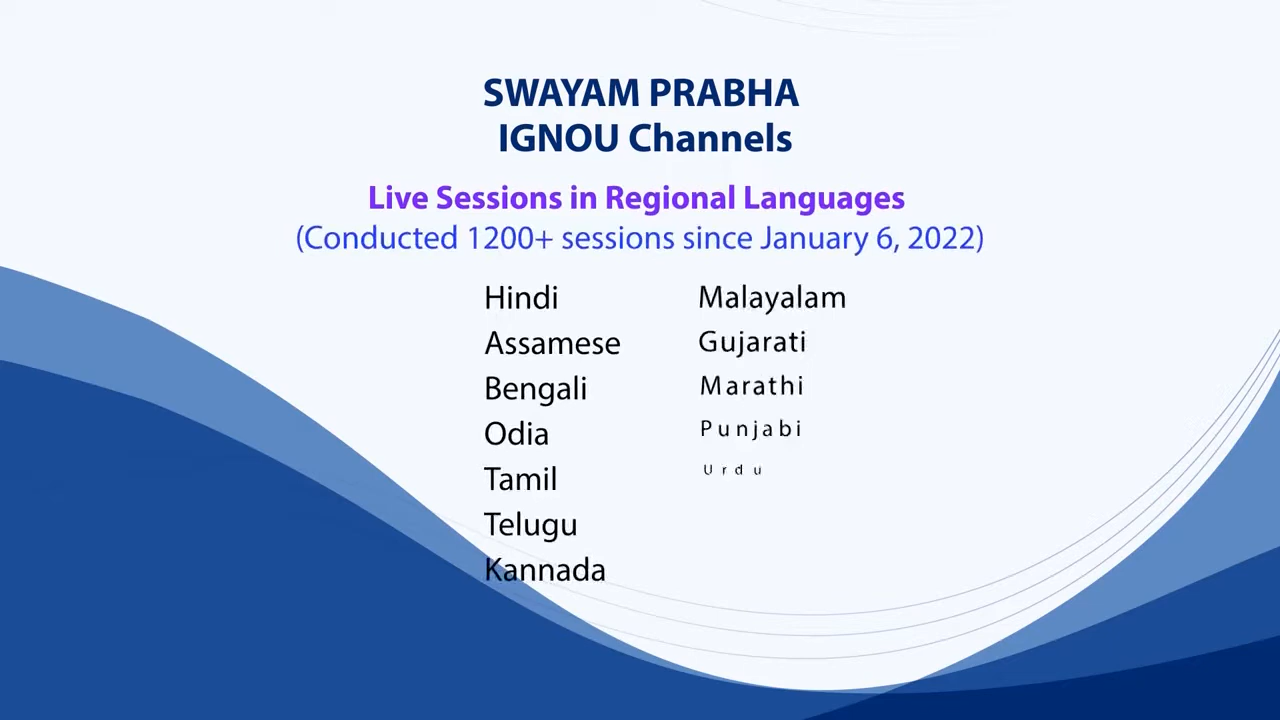 SWAYAM PRABHA
IGNOU Channels
Live Sessions in Regional Languages
(Conducted 1200+ sessions since January 6, 2022)
Hindi
Assamese
Bengali
Odia
Tamil
Telugu
Kannada
Malayalam
Gujarati
Marathi
Punjabi
Urdu